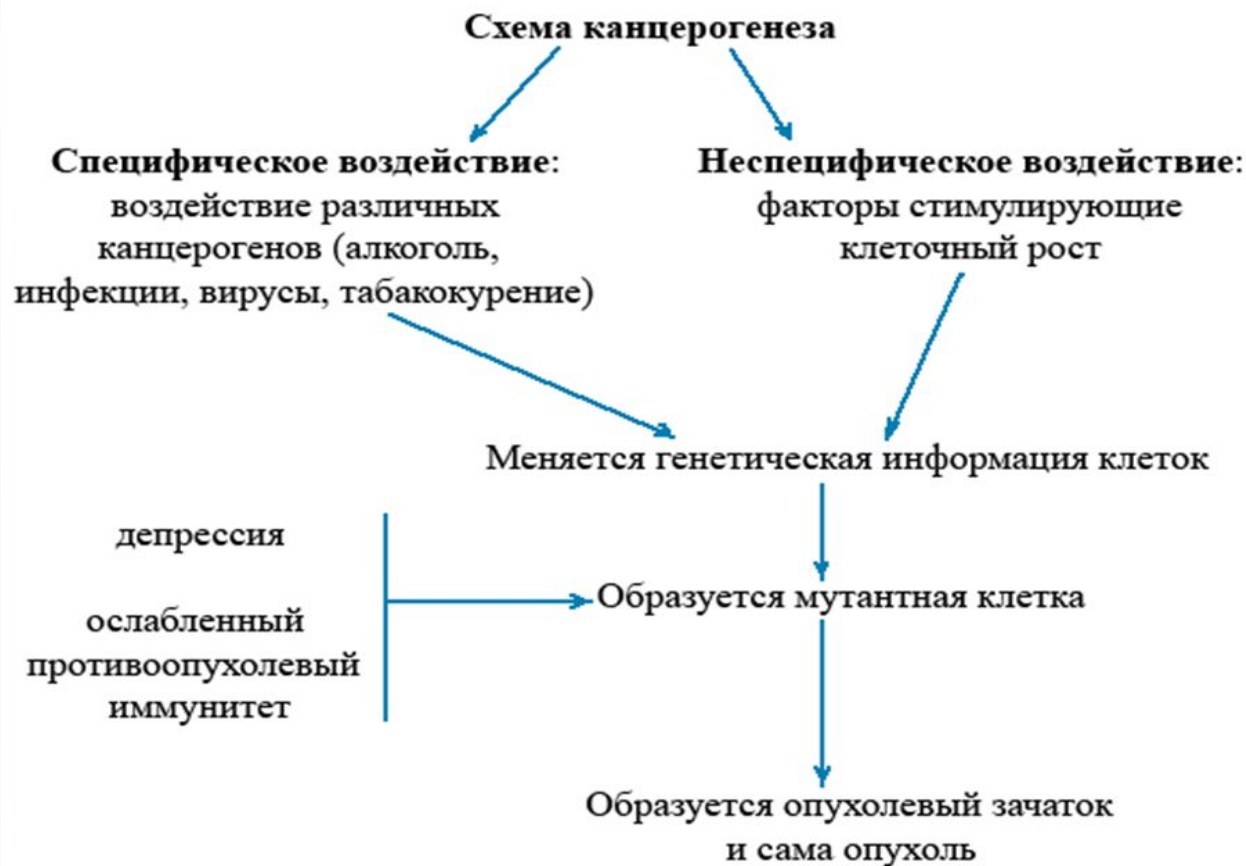 Схема канцерогенеза
Специфическое воздействие:
воздействие различных
канцерогенов (алкоголь,
инфекции, вирусы, табакокурение)
Неспецифическое воздействие:
факторы стимулирующие
клеточный рост
Меняется генетическая информация клеток
депрессия
ослабленный
противоопухолевый
иммунитет
Образуется мутантная клетка
Образуется опухолевый зачаток
и сама опухоль